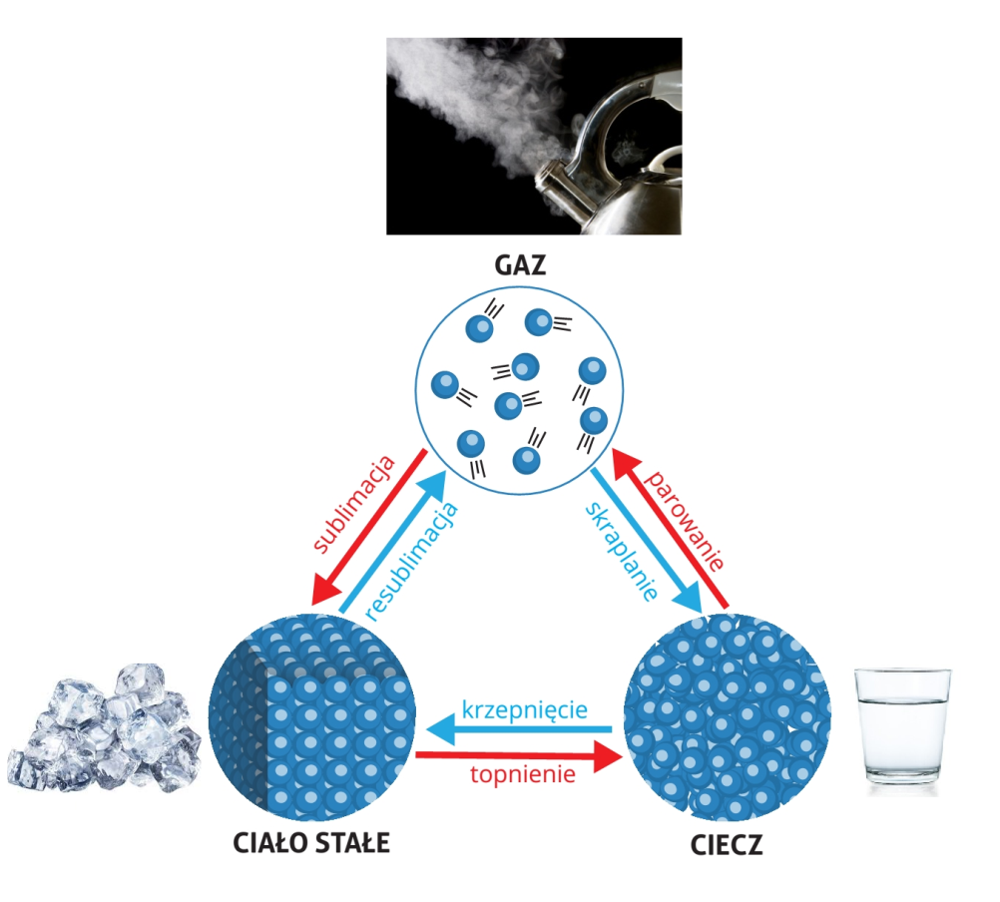 GAZ
sublimacja
resublimacja
skraplanie
parowanie
krzepnięcie
topnienie
CIAŁO STAŁE
CIECZ